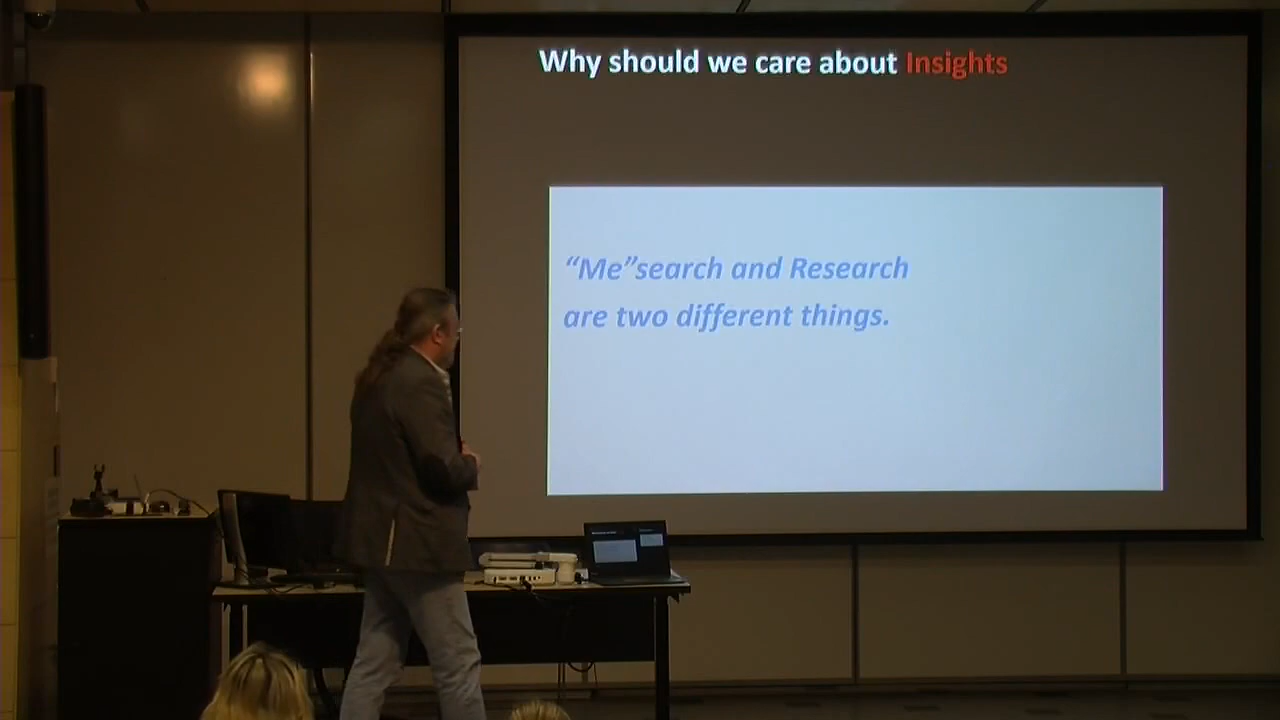 Why should we care about Insights
“Me”search and Research
are two different things.